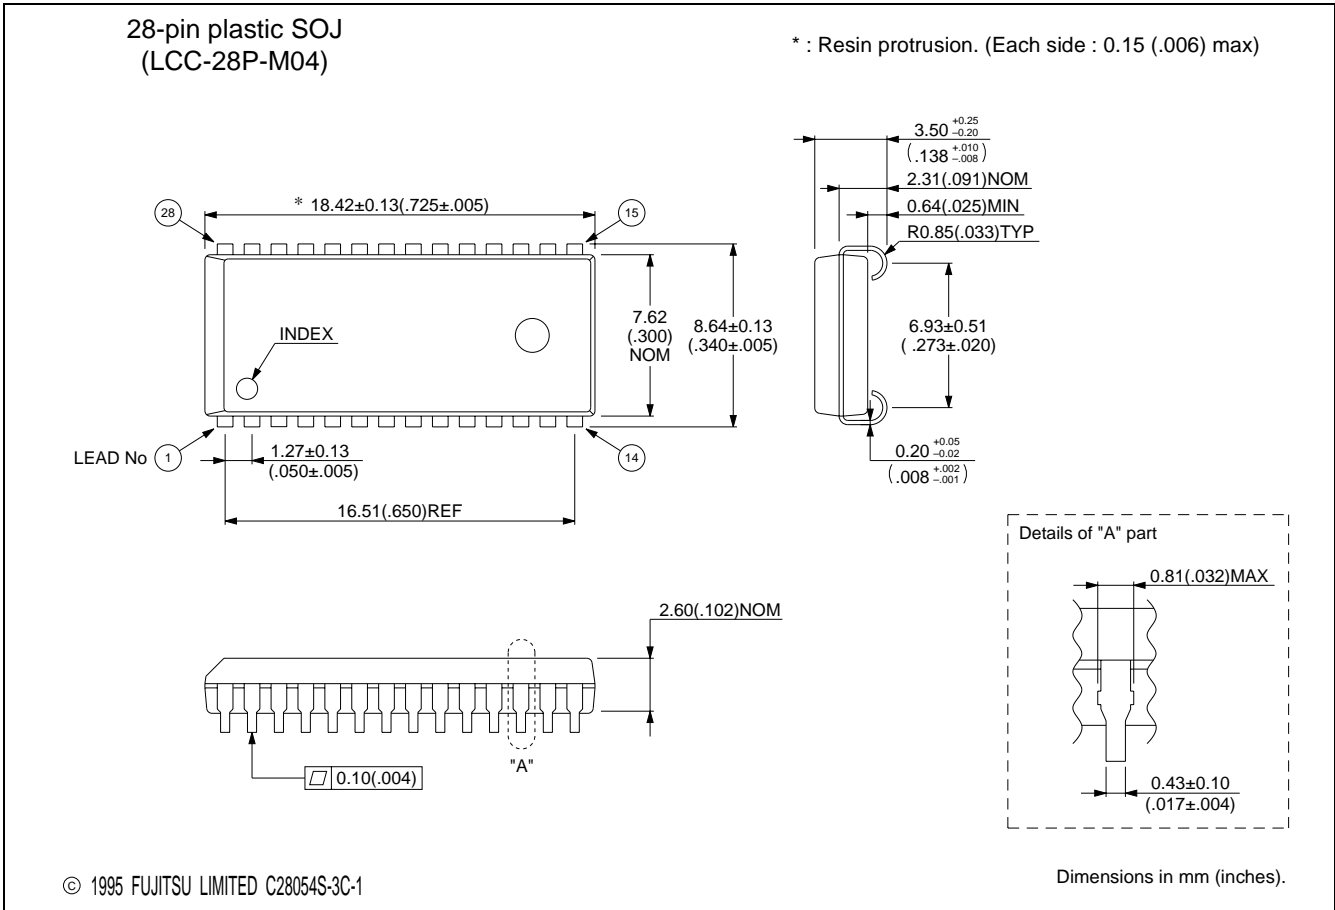 28-pin plastic SOJ
(LCC-28P-M04)
* : Resin protrusion. (Each side : 0.15 (.006) max)
3.50 +0.25 –0.20
(.138 +.010 –.008)
2.31(.091)NOM
0.64(.025)MIN
R0.85(.033)TYP
28
* 18.42±0.13(.725±.005)
15
INDEX
7.62
(.300)
NOM
8.64±0.13
(.340±.005)
6.93±0.51
( .273±.020)
LEAD No 1
1.27±0.13
(.050±.005)
14
0.20 +0.05 –0.02
(.008 +.002 –.001)
16.51(.650)REF
Details of "A" part
0.81(.032)MAX
0.43±0.10
(.017±.004)
2.60(.102)NOM
"A"
0.10(.004)
© 1995 FUJITSU LIMITED C28054S-3C-1
Dimensions in mm (inches).